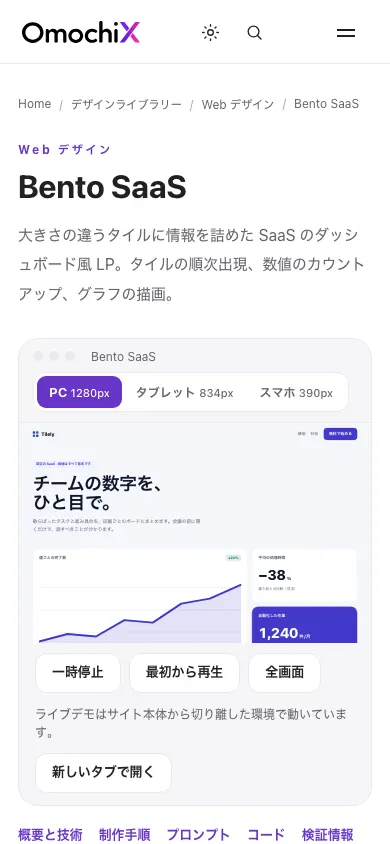 OmochiX
Home / デザインライブラリー / Web デザイン / Bento SaaS
Web デザイン
Bento SaaS
大きさの違うタイルに情報を詰めた SaaS のダッシ
ュボード風 LP。タイルの順次出現、数値のカウント
アップ、グラフの描画。
Bento SaaS
PC 1280px タブレット 834px スマホ 390px
Tilely
チームの数字を、
ひと目で。
+24%
−38%
1,240
一時停止 最初から再生 全画面
ライブデモはサイト本体から切り離した環境で動いていま
す。
新しいタブで開く
概要と技術 制作手順 プロンプト コード 検証情報